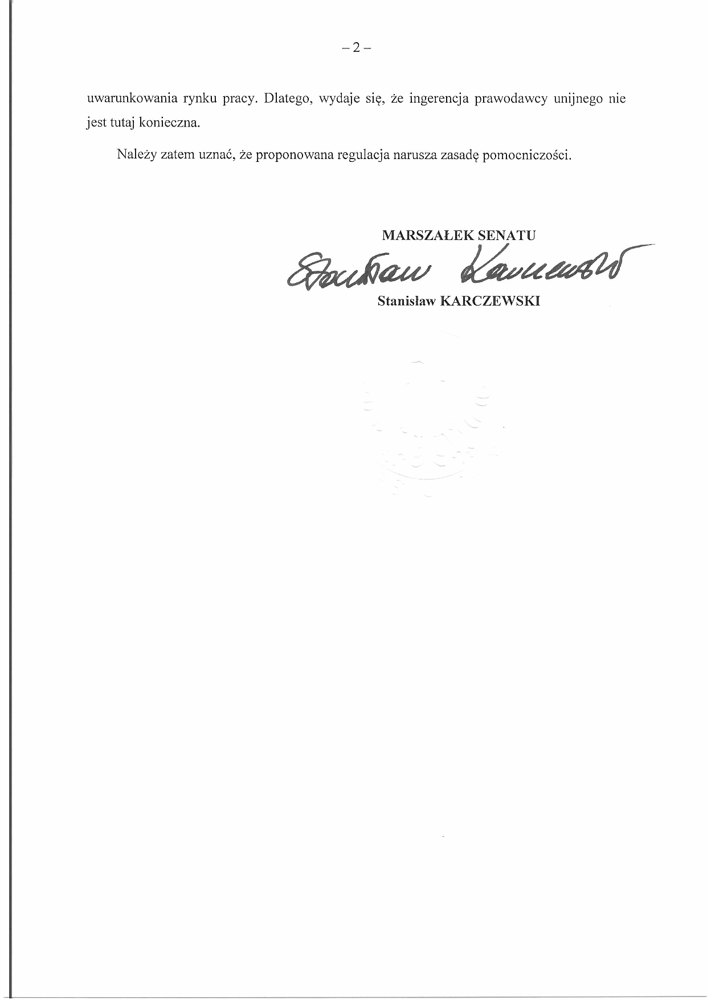 – 2 –
uwarunkowania rynku pracy. Dlatego, wydaje się, że ingerencja prawodawcy unijnego nie
jest tutaj konieczna.
Należy zatem uznać, że proponowana regulacja narusza zasadę pomocniczości.
MARSZAŁEK SENATU
Stanisław Karczewski
Stanisław KARCZEWSKI